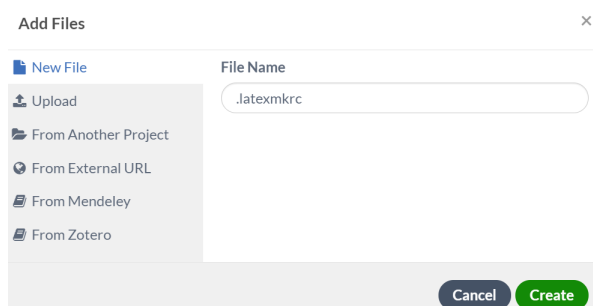 Add Files
×
New File
Upload
From Another Project
From External URL
From Mendeley
From Zotero
File Name
.latexmkrc
Cancel
Create